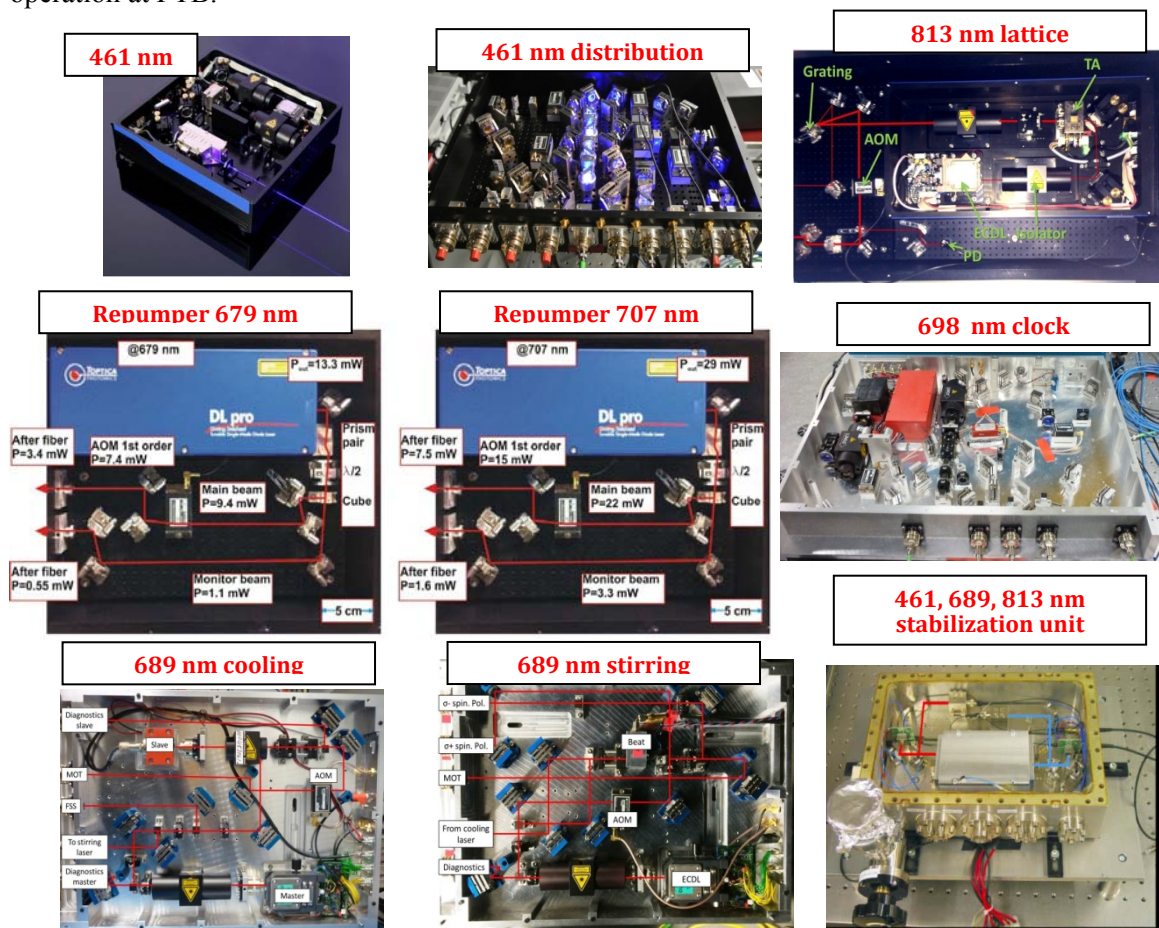 operation at PTB.
461 nm
461 nm distribution
813 nm lattice
Grating
TA
AOM
ECDL
Isolator
PD
Repumper 679 nm
Repumper 707 nm
698 nm clock
@679 nm
Pout=13.3 mW
TOPTICA
PHOTONICS
DL pro
After fiber
P=3.4 mW
AOM 1st order
P=7.4 mW
Prism
pair
λ/2
Main beam
P=9.4 mW
Cube
After fiber
P=0.55 mW
Monitor beam
P=1.1 mW
5 cm
@707 nm
Pout=29 mW
TOPTICA
PHOTONICS
DL pro
After fiber
P=7.5 mW
AOM 1st order
P=15 mW
Prism
pair
λ/2
Main beam
P=22 mW
Cube
After fiber
P=1.6 mW
Monitor beam
P=3.3 mW
5 cm
461, 689, 813 nm
stabilization unit
689 nm cooling
689 nm stirring
Diagnostics
slave
Slave
MOT
AOM
FSS
To stirring
laser
Diagnostics
master
Master
σ- spin. Pol.
σ+ spin. Pol.
Beat
MOT
AOM
From cooling
laser
Diagnostics
ECDL